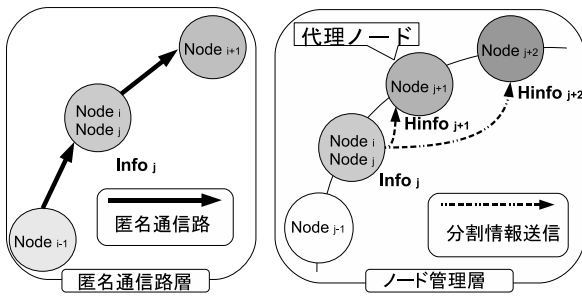 Node i+1
Node i
Node j
Info j
Node i-1
匿名通信路
匿名通信路層
代理ノード
Node j+2
Node j+1
Hinfo j+2
Hinfo j+1
Node i
Node j
Info j
Node j-1
分割情報送信
ノード管理層